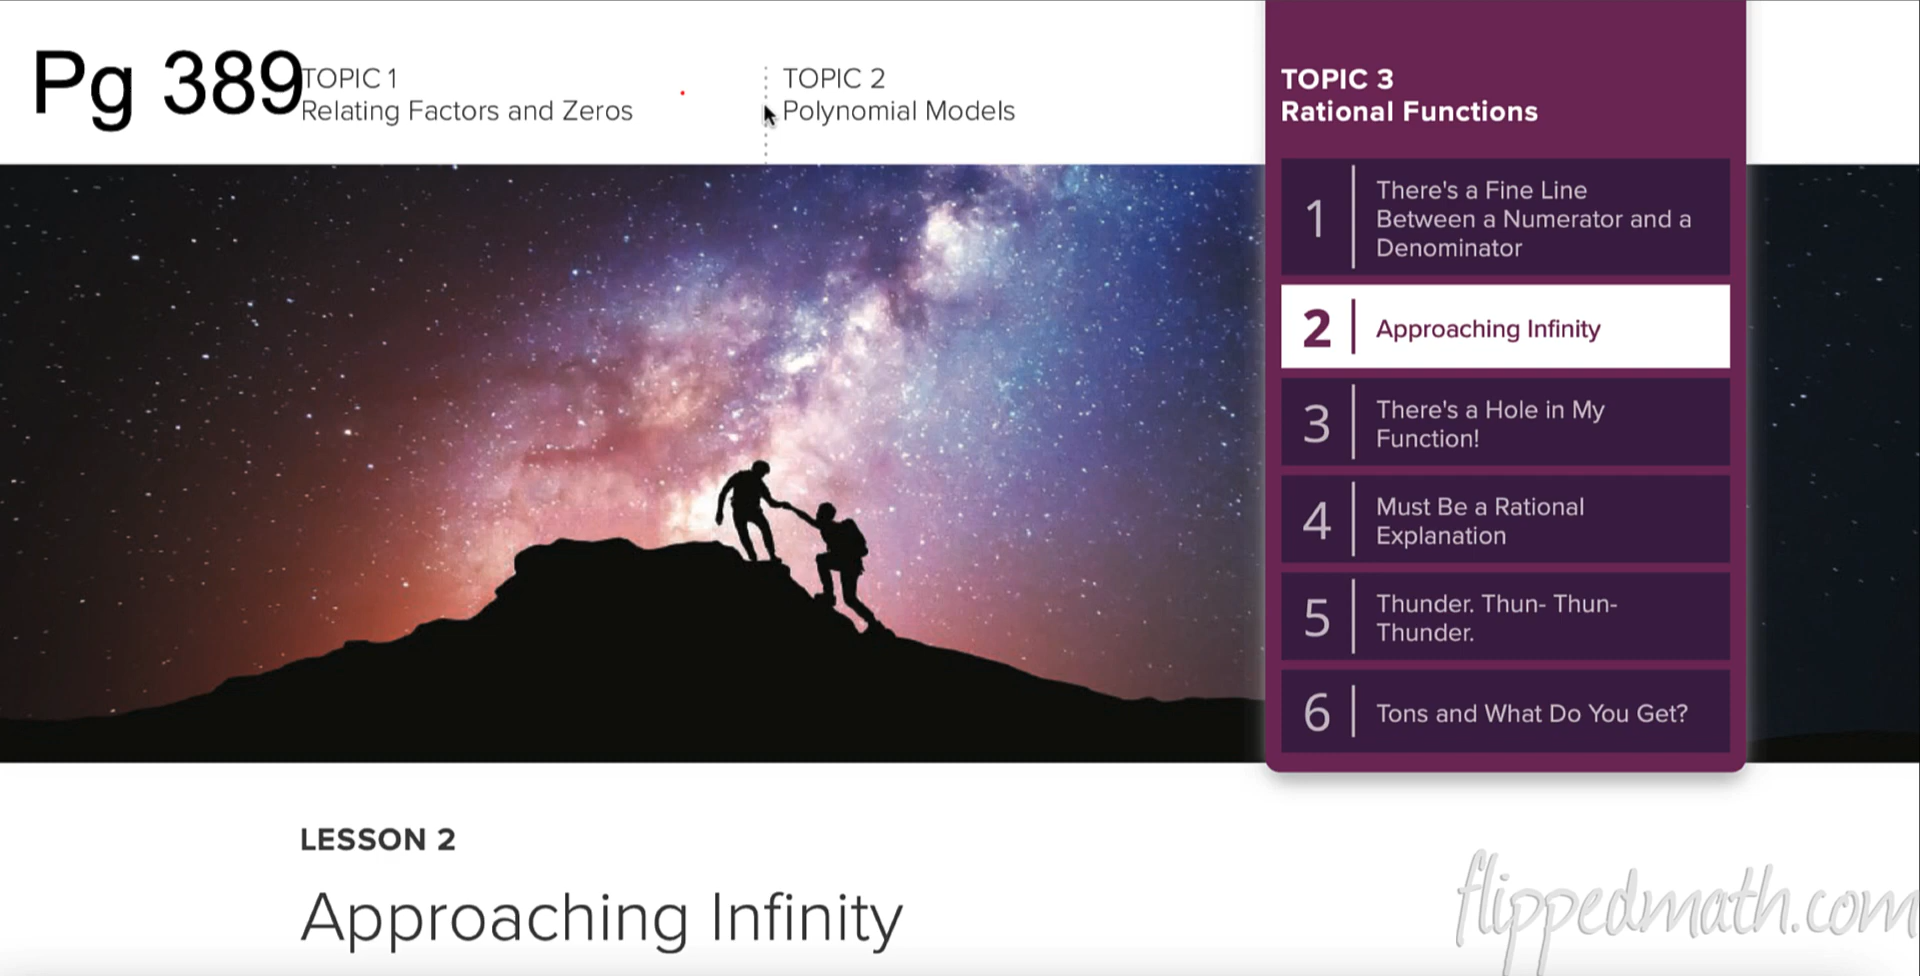 Pg 389
TOPIC 1
Relating Factors and Zeros
TOPIC 2
Polynomial Models
TOPIC 3
Rational Functions
1
There's a Fine Line
Between a Numerator and a
Denominator
2
Approaching Infinity
3
There's a Hole in My
Function!
4
Must Be a Rational
Explanation
5
Thunder. Thun- Thun-
Thunder.
6
Tons and What Do You Get?
LESSON 2
Approaching Infinity
flippedmath.com